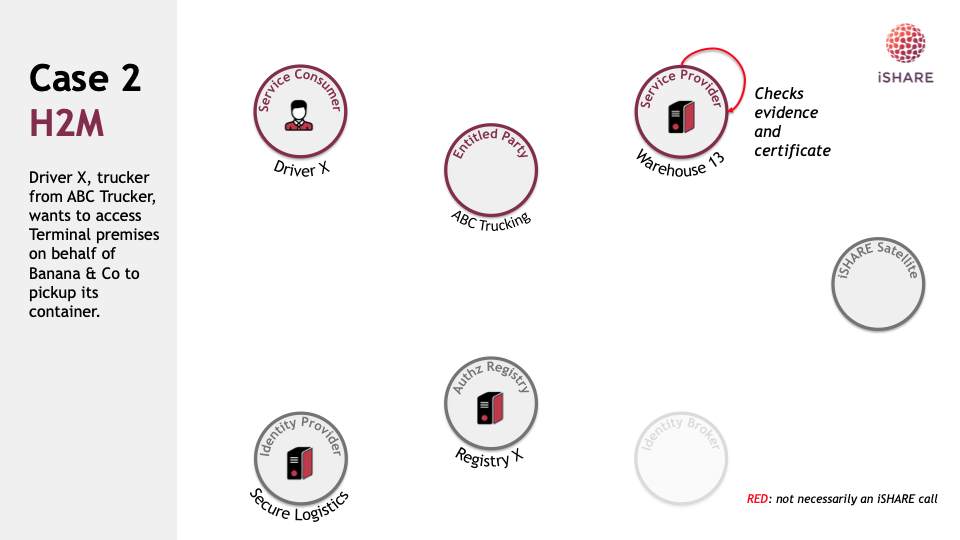 Case 2
H2M
Driver X, trucker
from ABC Trucker,
wants to access
Terminal premises
on behalf of
Banana & Co to
pickup its
container.
Service Consumer
Driver X
Entitled Party
ABC Trucking
Service Provider
Warehouse 13
Checks
evidence
and
certificate
iSHARE
iSHARE Satellite
Authz Registry
Registry X
Identity Provider
Secure Logistics
Identity Broker
RED: not necessarily an iSHARE call